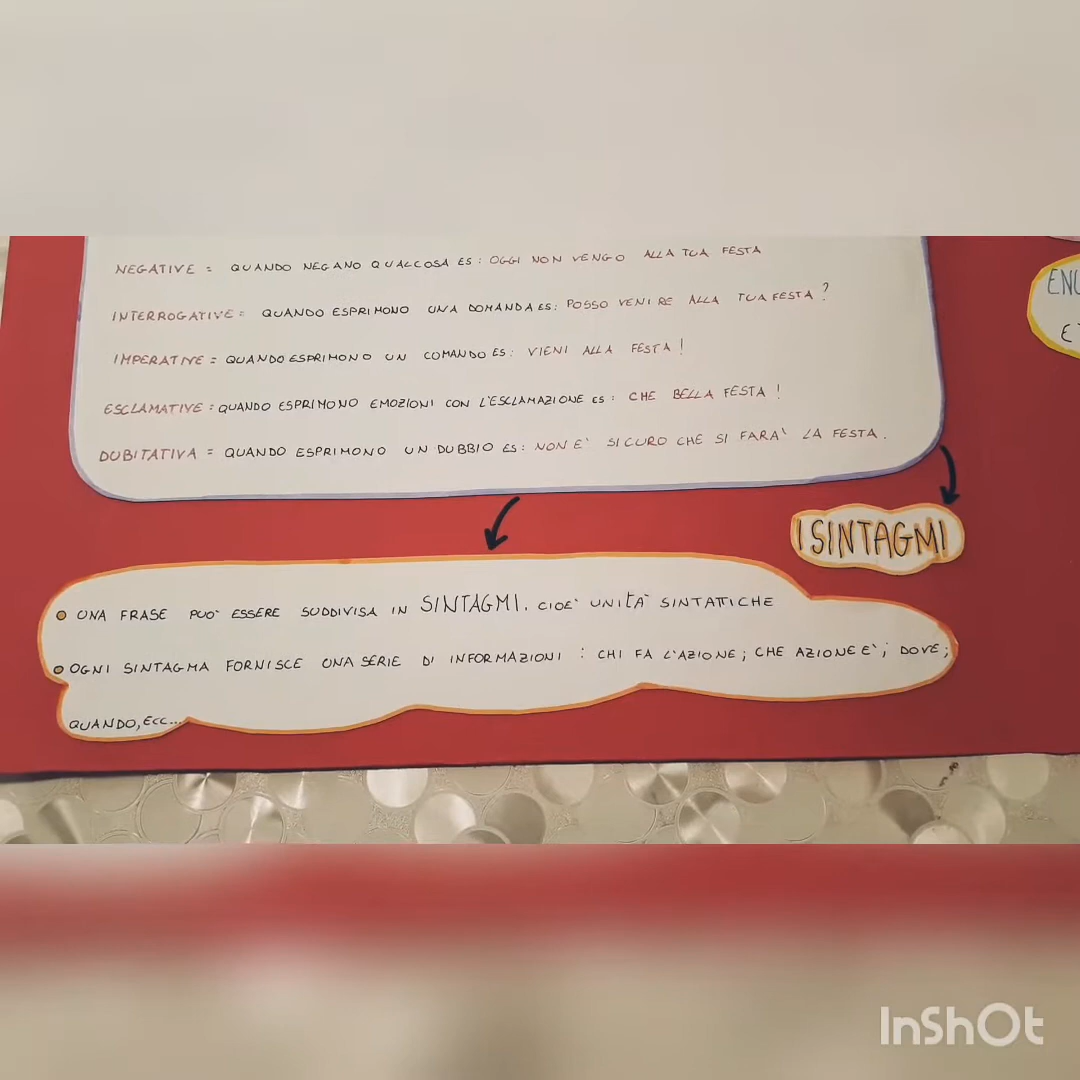 NEGATIVE = QUANDO NEGANO QUALCOSA ES: OGGI NON VENGO ALLA TUA FESTA
INTERROGATIVE = QUANDO ESPRIMONO UNA DOMANDA ES: POSSO VENIRE ALLA TUA FESTA?
IMPERATIVE = QUANDO ESPRIMONO UN COMANDO ES: VIENI ALLA FESTA!
ESCLAMATIVE = QUANDO ESPRIMONO EMOZIONI CON L'ESCLAMAZIONE ES: CHE BELLA FESTA!
DUBITATIVA = QUANDO ESPRIMONO UN DUBBIO ES: NON E' SICURO CHE SI FARA' LA FESTA.
I SINTAGMI
UNA FRASE PUO' ESSERE SUDDIVISA IN SINTAGMI. CIOE' UNITA' SINTATTICHE
OGNI SINTAGMA FORNISCE UNA SERIE DI INFORMAZIONI: CHI FA L'AZIONE; CHE AZIONE E'; DOVE;
QUANDO, ECC...
InShOt